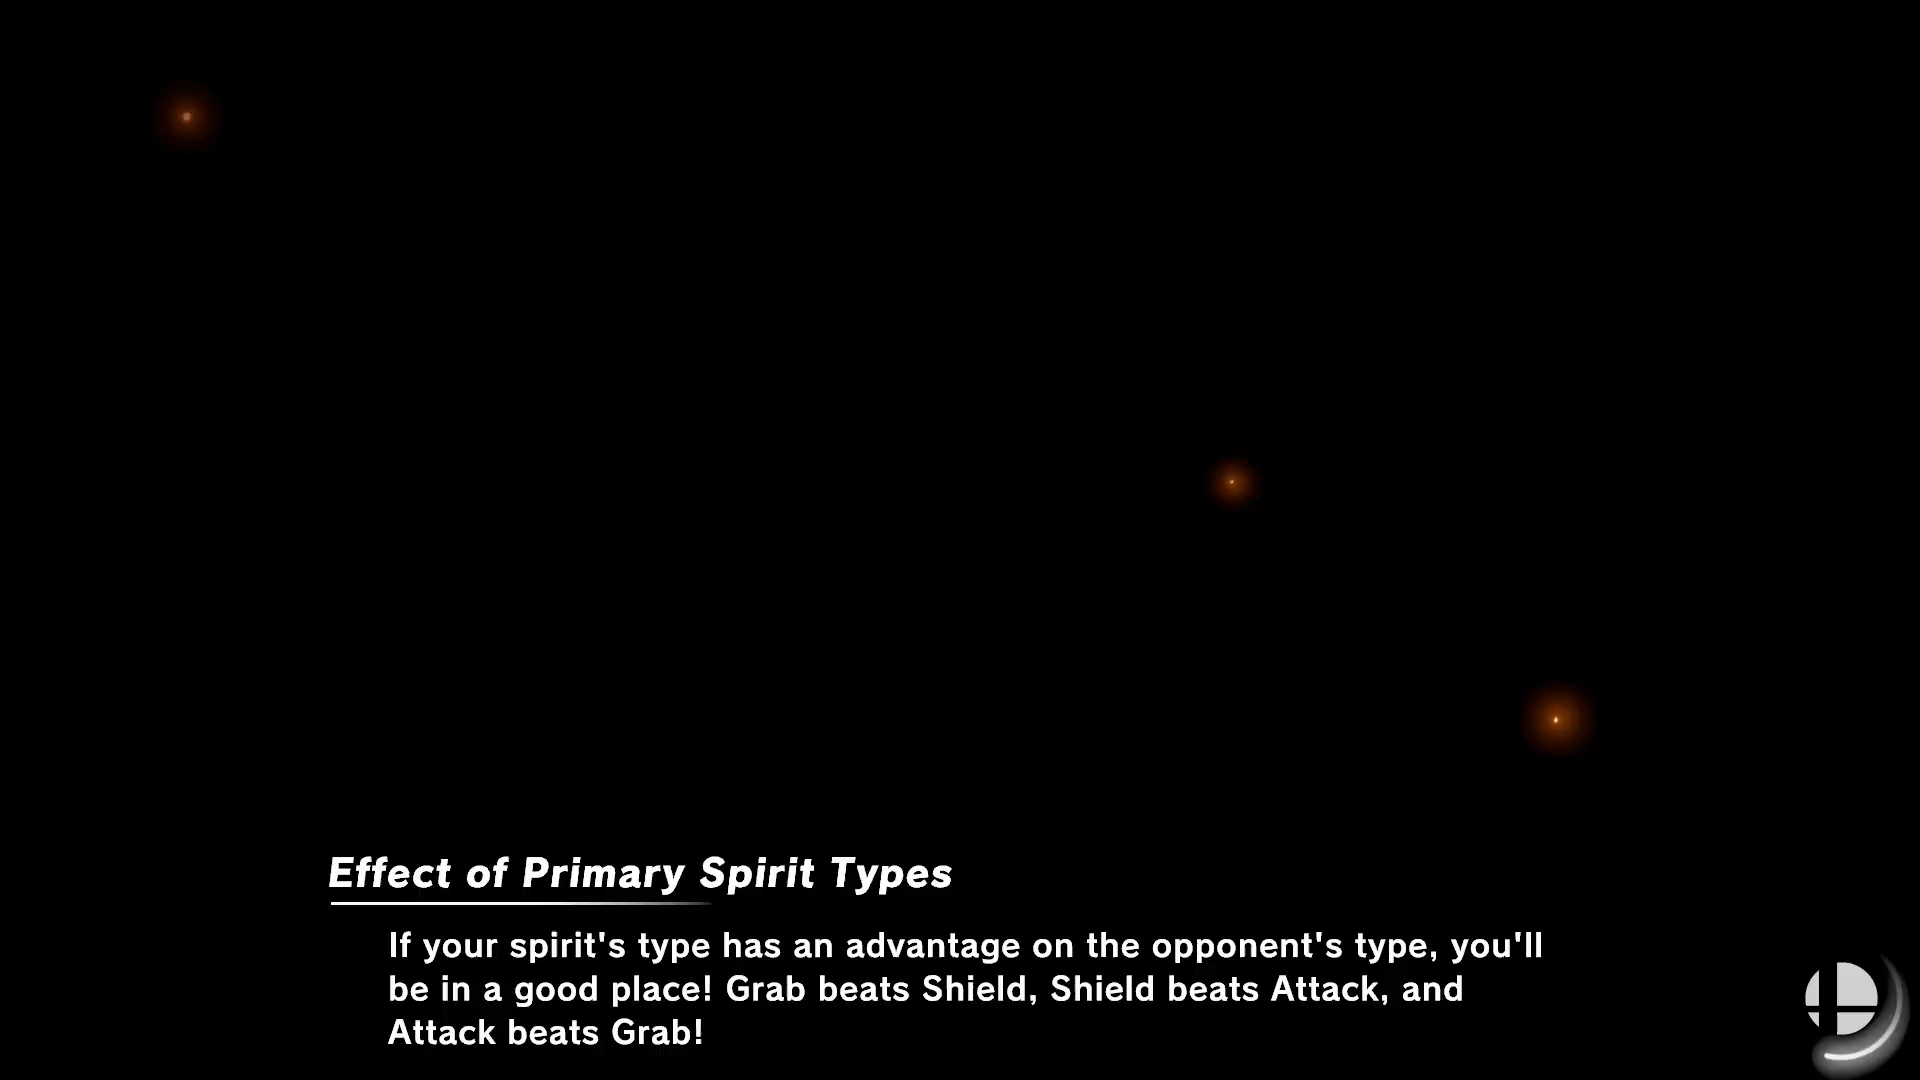 Effect of Primary Spirit Types
If your spirit's type has an advantage on the opponent's type, you'll
be in a good place! Grab beats Shield, Shield beats Attack, and
Attack beats Grab!